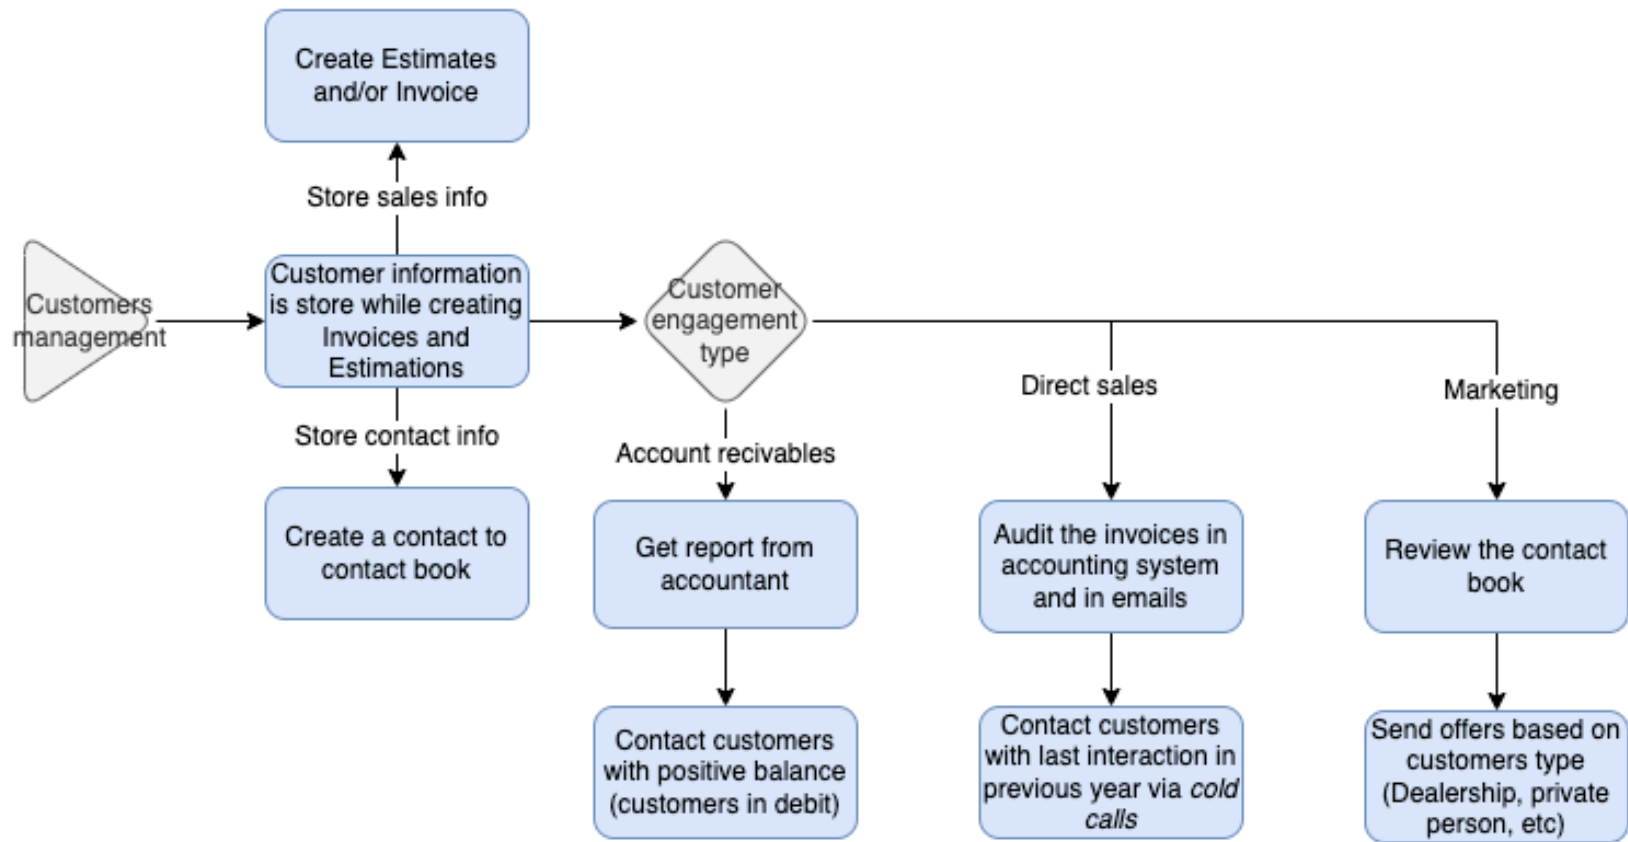 Create Estimates
and/or Invoice
Store sales info
Customers
management
Customer information
is store while creating
Invoices and
Estimations
Customer
engagement
type
Store contact info
Create a contact to
contact book
Account recivables
Direct sales
Marketing
Get report from
accountant
Audit the invoices in
accounting system
and in emails
Review the contact
book
Contact customers
with positive balance
(customers in debit)
Contact customers
with last interaction in
previous year via cold
calls
Send offers based on
customers type
(Dealership, private
person, etc)